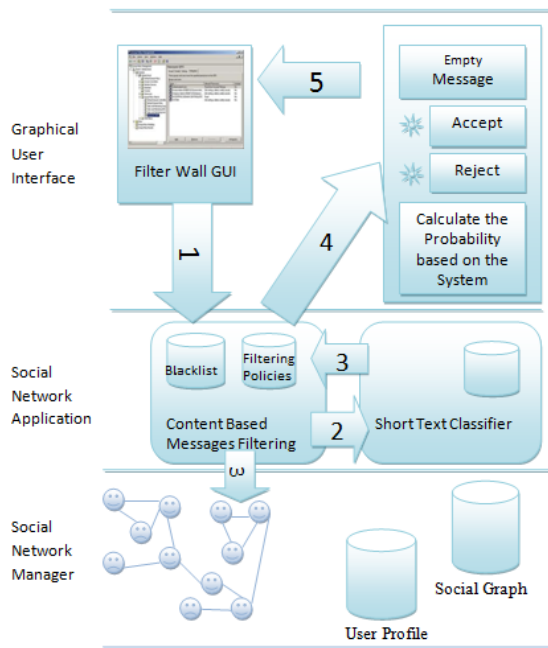 5
Empty
Message
Accept
Reject
Calculate the
Probability
based on the
System
Graphical
User
Interface
Filter Wall GUI
1
4
Social
Network
Application
Blacklist
Filtering
Policies
3
Content Based
Messages Filtering
2
Short Text Classifier
3
Social
Network
Manager
Social Graph
User Profile